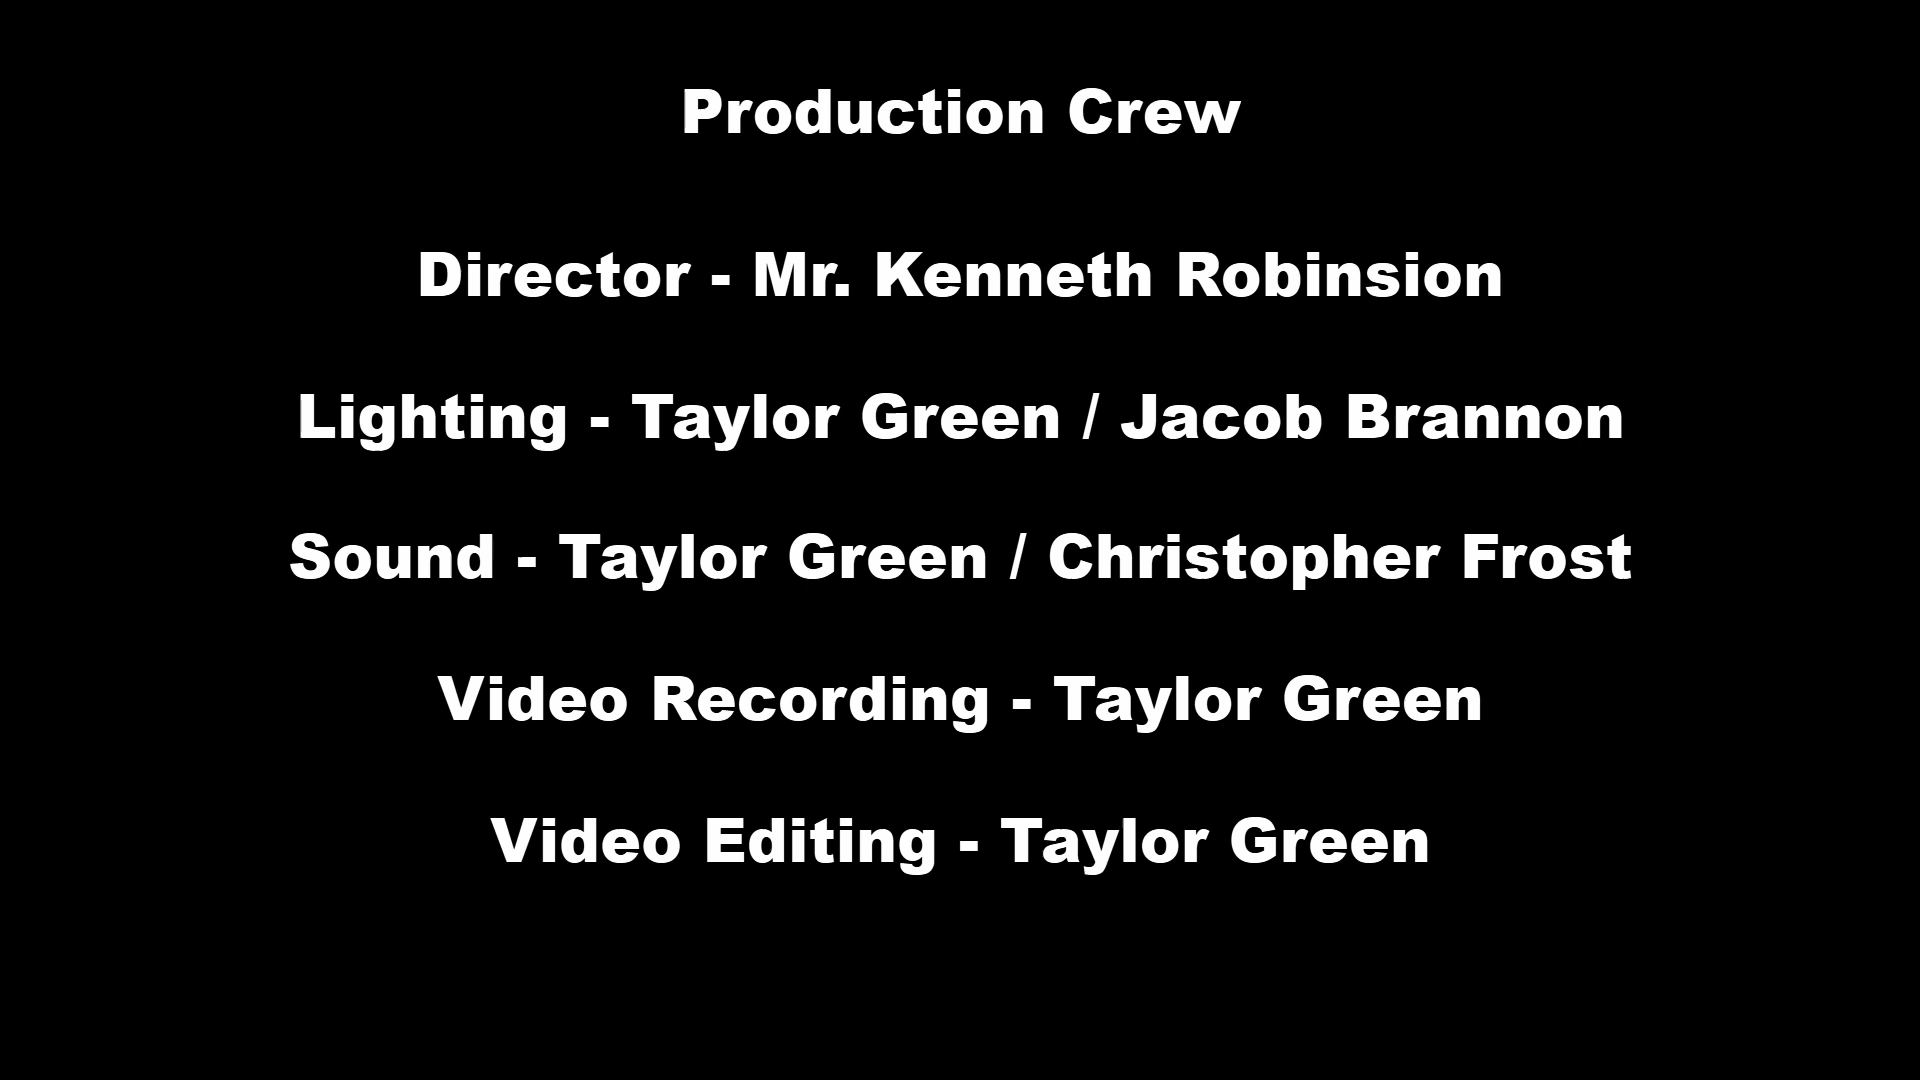 Production Crew
Director - Mr. Kenneth Robinsion
Lighting - Taylor Green / Jacob Brannon
Sound - Taylor Green / Christopher Frost
Video Recording - Taylor Green
Video Editing - Taylor Green